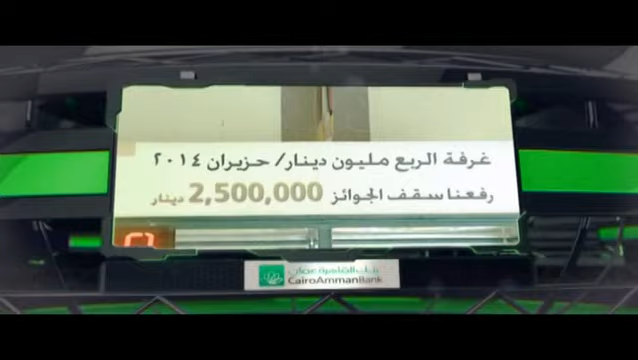 غرفة الربع مليون دينار/ حزيران ٢٠١٤
رفعنا سقف الجوائز 2,500,000 دينار
بنك القاهرة عمان
CairoAmmanBank